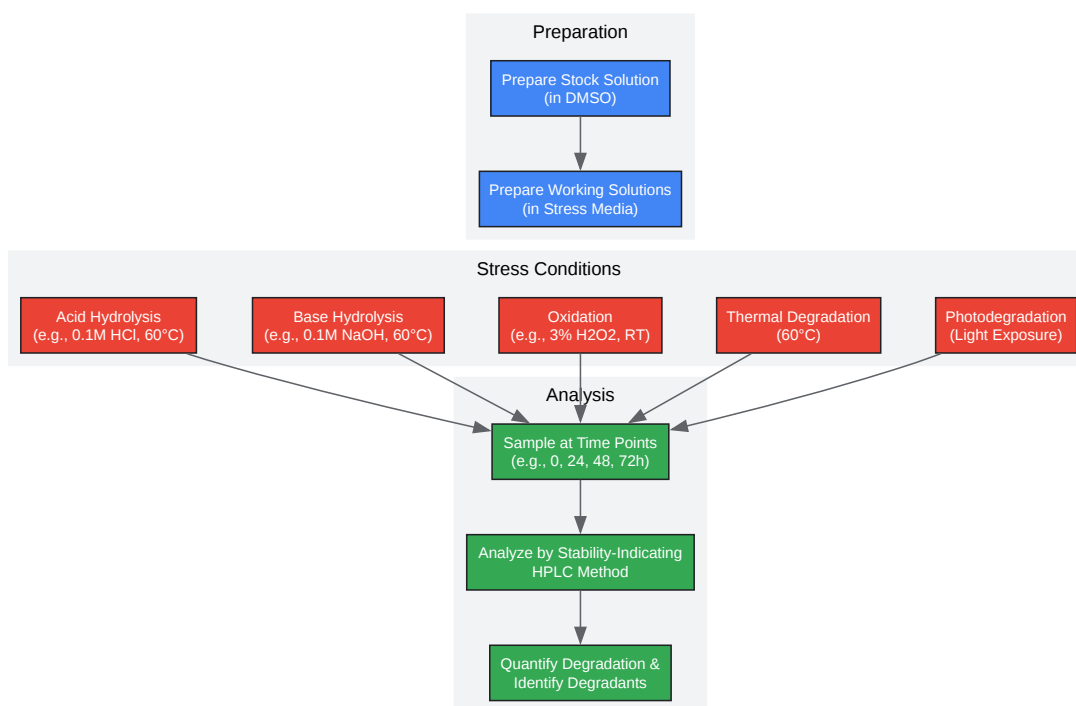 Preparation
Prepare Stock Solution
(in DMSO)
Prepare Working Solutions
(in Stress Media)
Stress Conditions
Acid Hydrolysis
(e.g., 0.1M HCl, 60°C)
Base Hydrolysis
(e.g., 0.1M NaOH, 60°C)
Oxidation
(e.g., 3% H2O2, RT)
Thermal Degradation
(60°C)
Photodegradation
(Light Exposure)
Analysis
Sample at Time Points
(e.g., 0, 24, 48, 72h)
Analyze by Stability-Indicating
HPLC Method
Quantify Degradation &
Identify Degradants